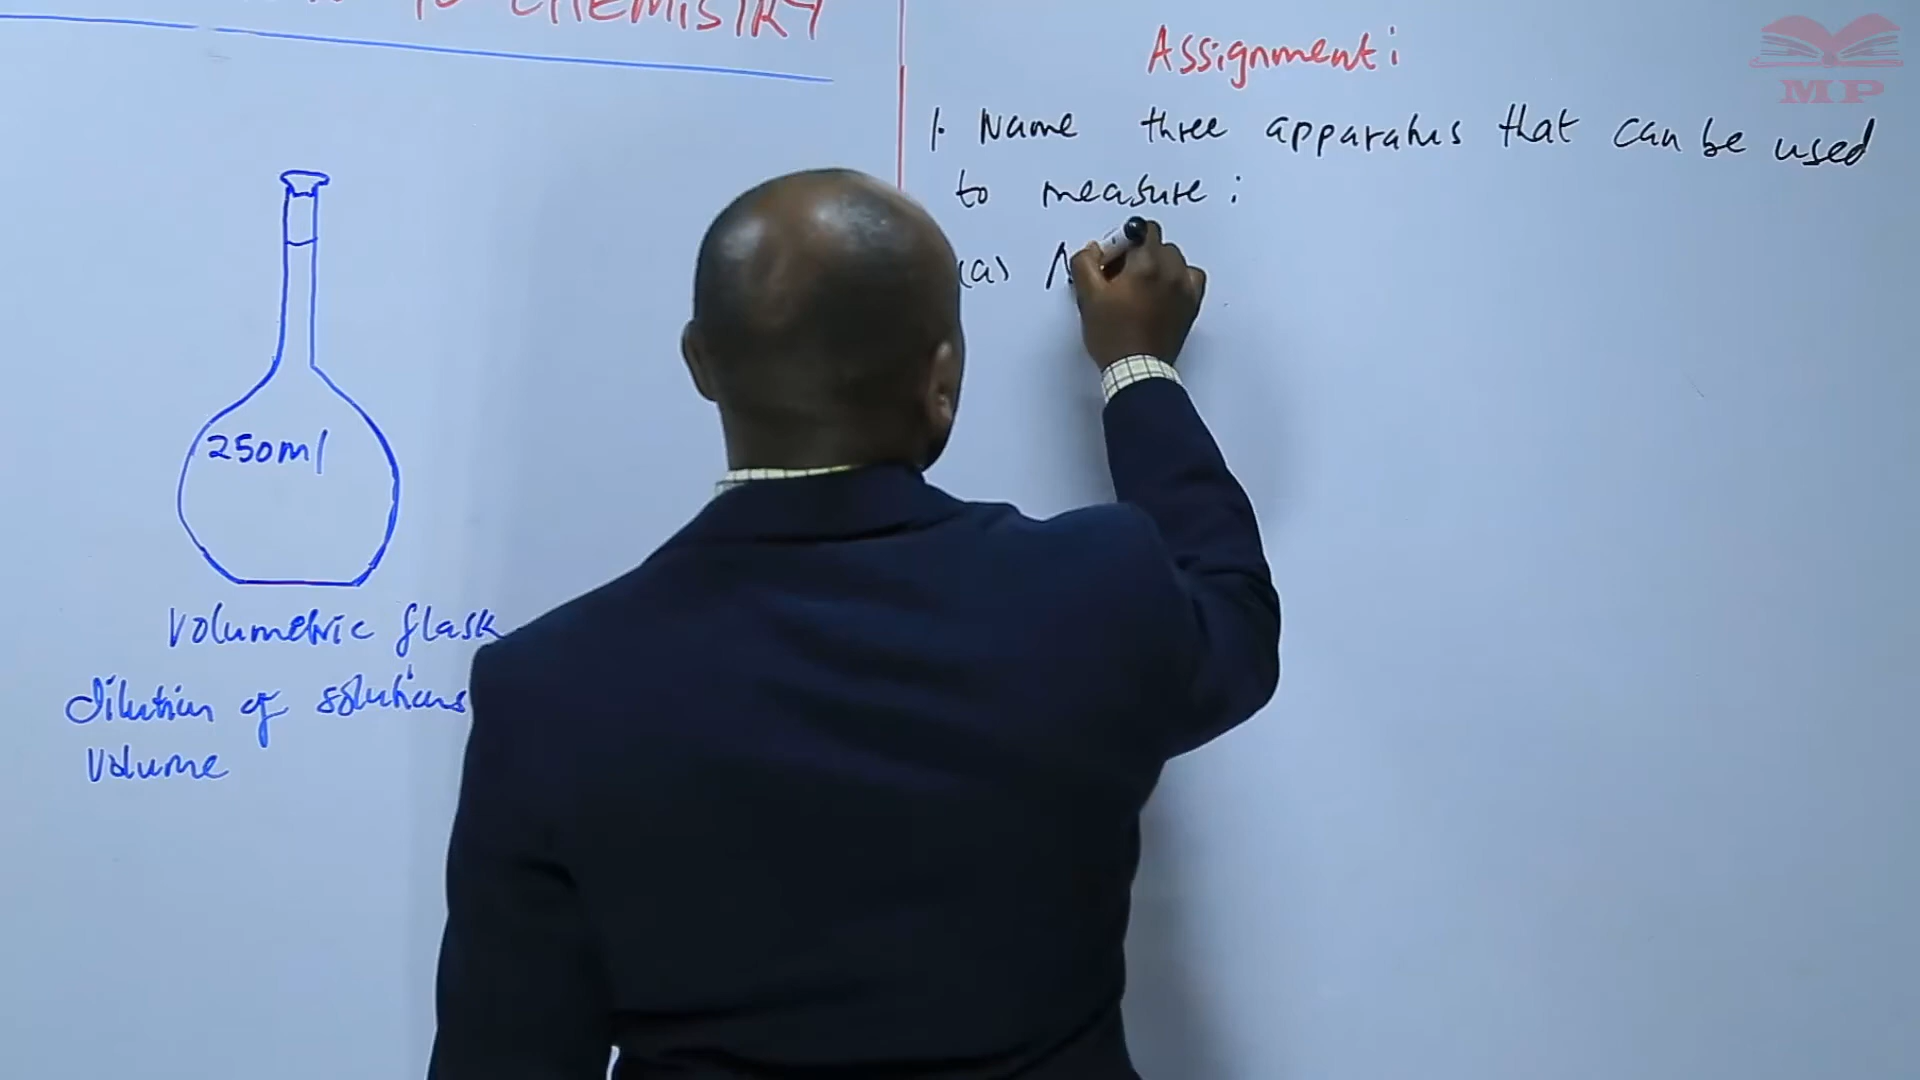 TO CHEMISTRY
250ml
Volumetric flask
dilution of solutions
Volume
Assignment:
1. Name three apparatus that can be used
to measure:
(a)
MP